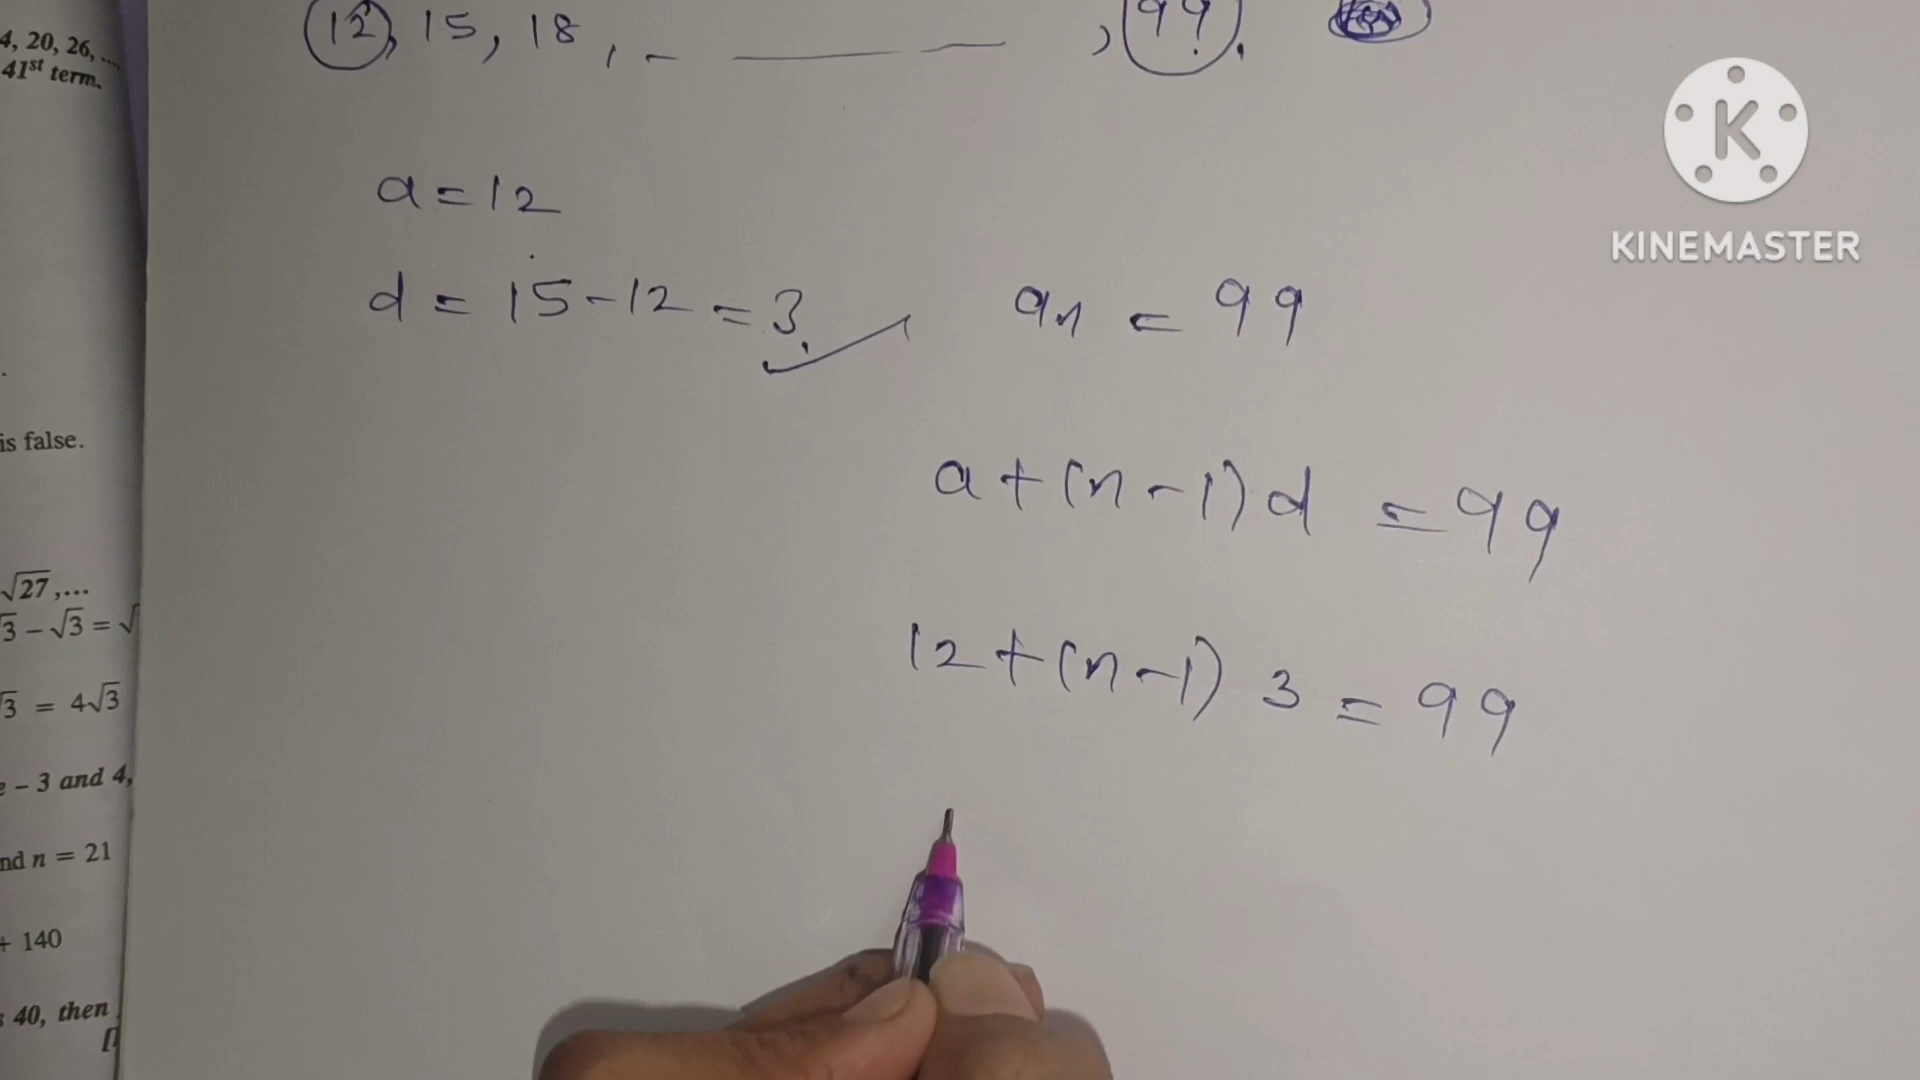 4, 20, 26, ...
41st term.
is false.
√27,...
3 - √3 = √
3 = 4√3
- 3 and 4,
nd n = 21
+ 140
40, then
12, 15, 18, - ——— — , 99.
a = 12
d = 15 - 12 = 3.
an = 99
a + (n - 1) d = 99
12 + (n - 1) 3 = 99
K
KINEMASTER